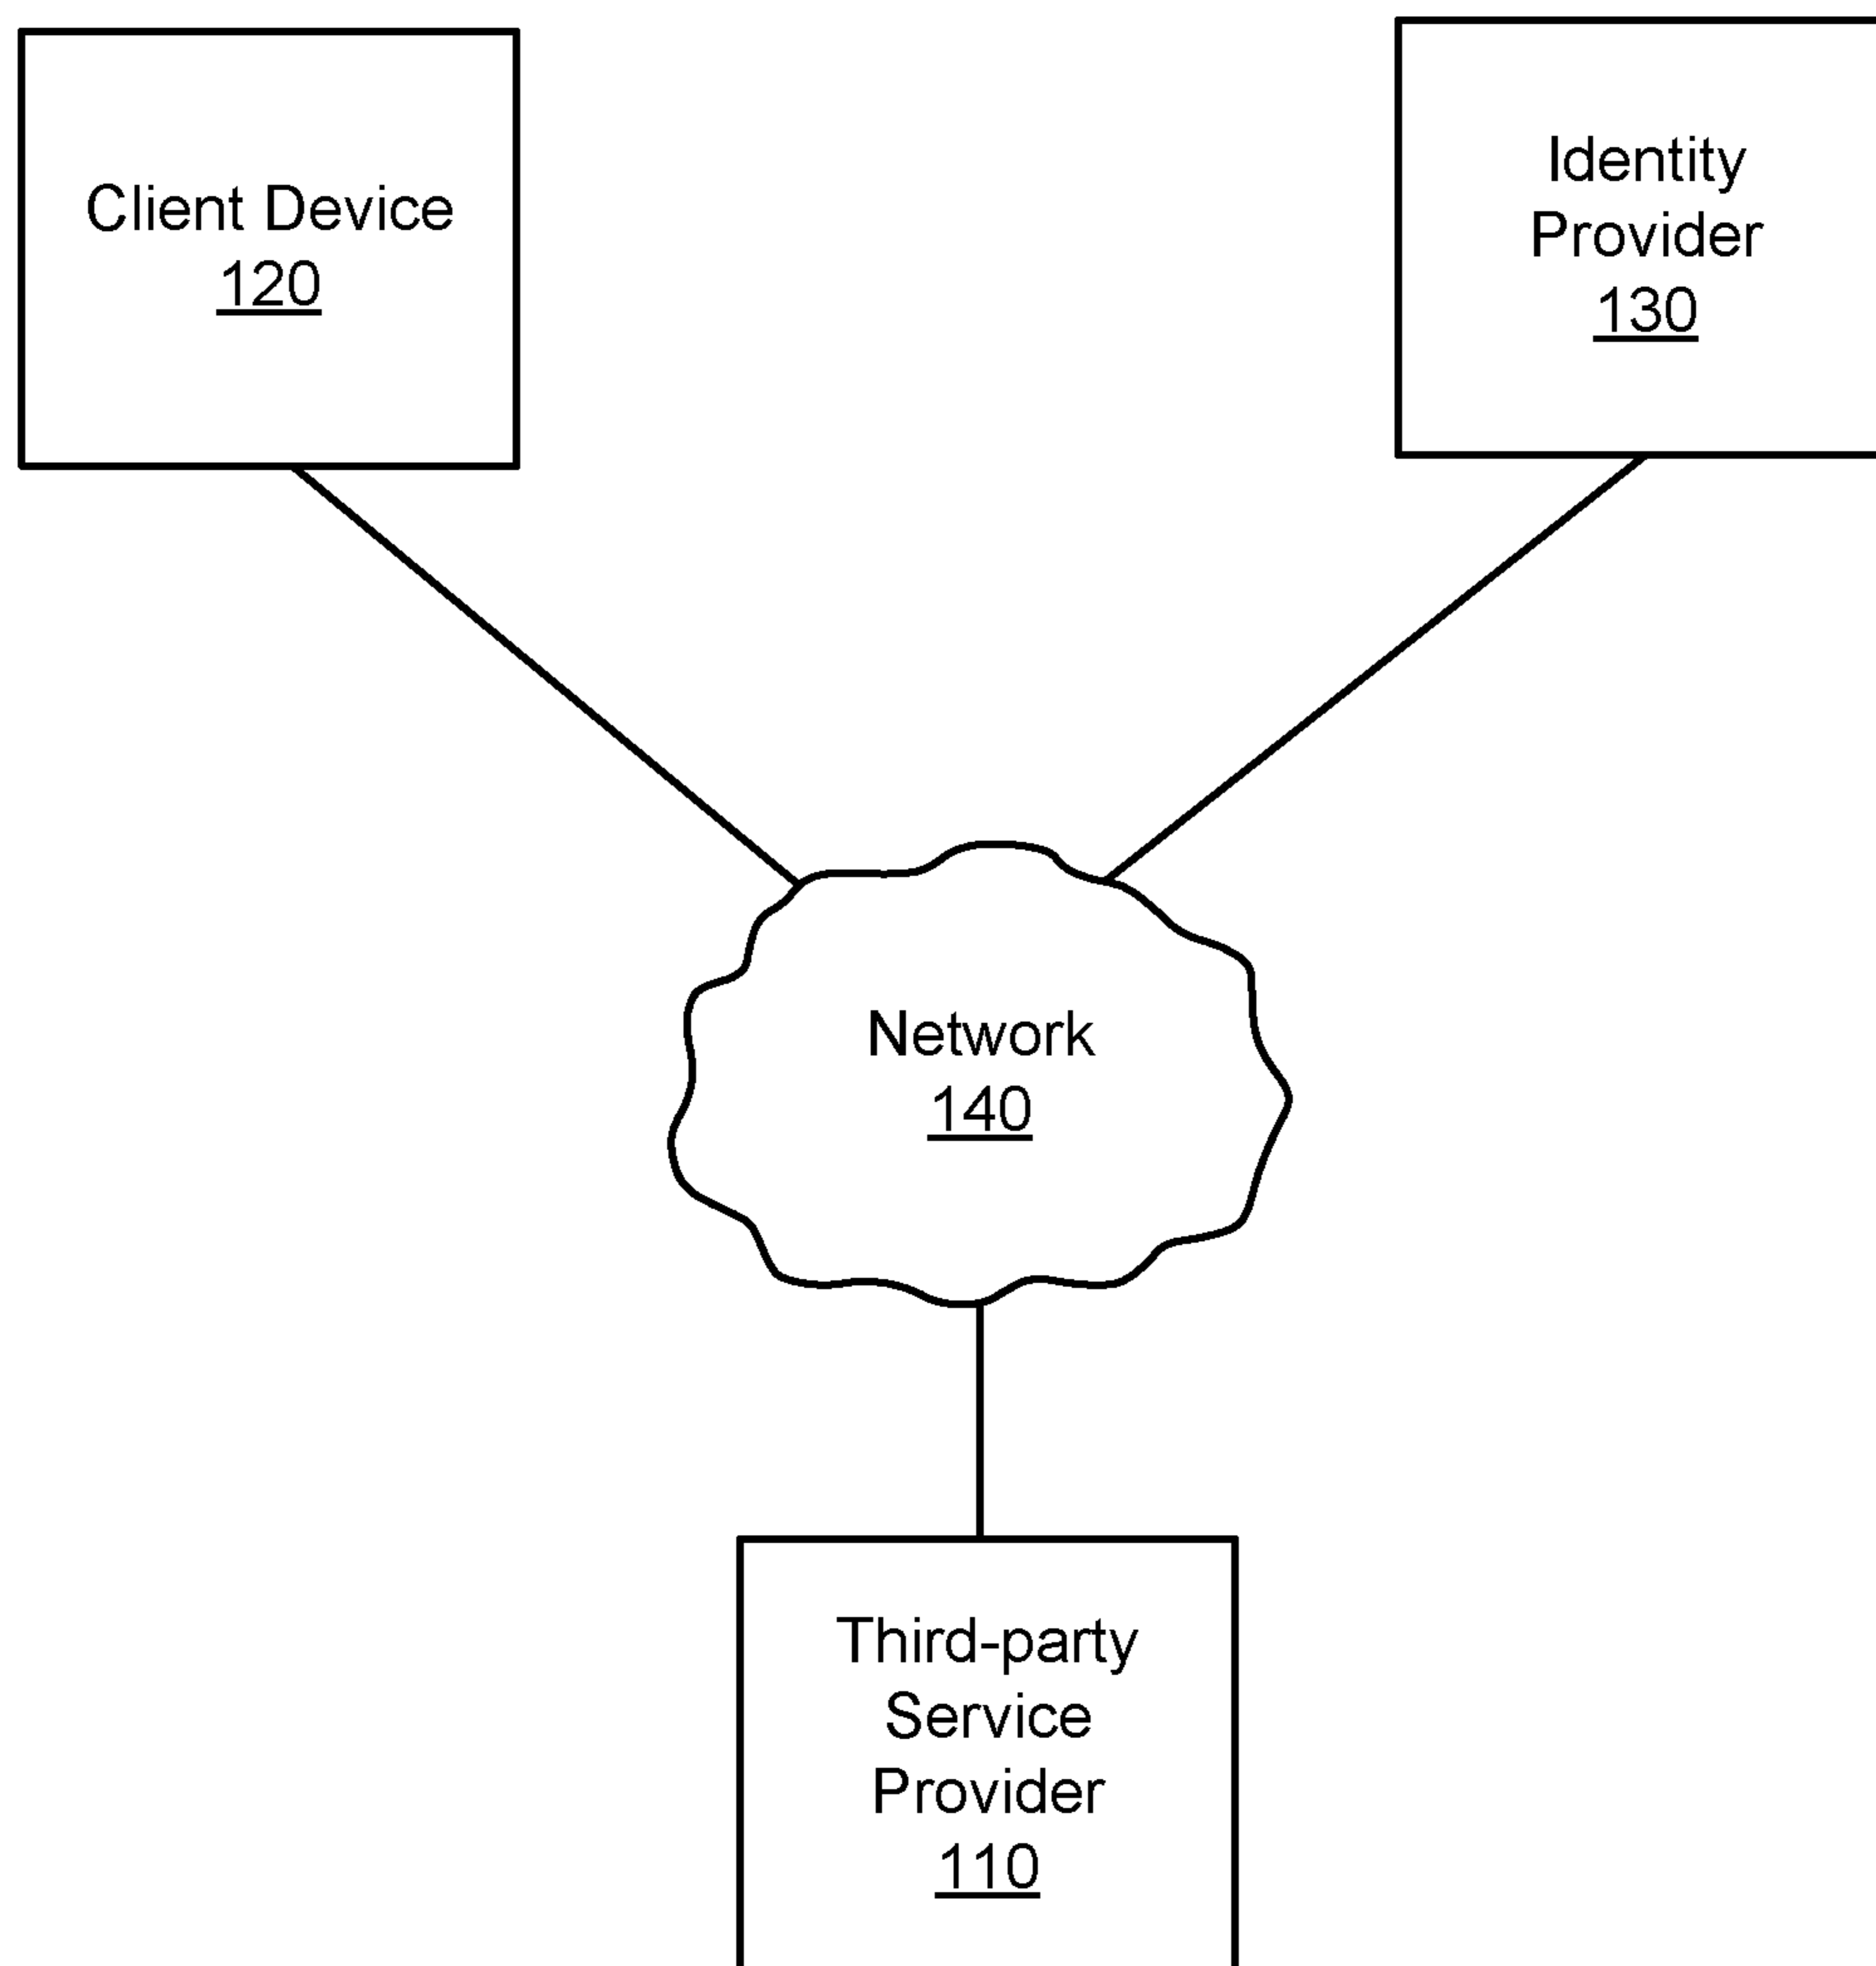 Client Device
120
Identity
Provider
130
Network
140
Third-party
Service
Provider
110